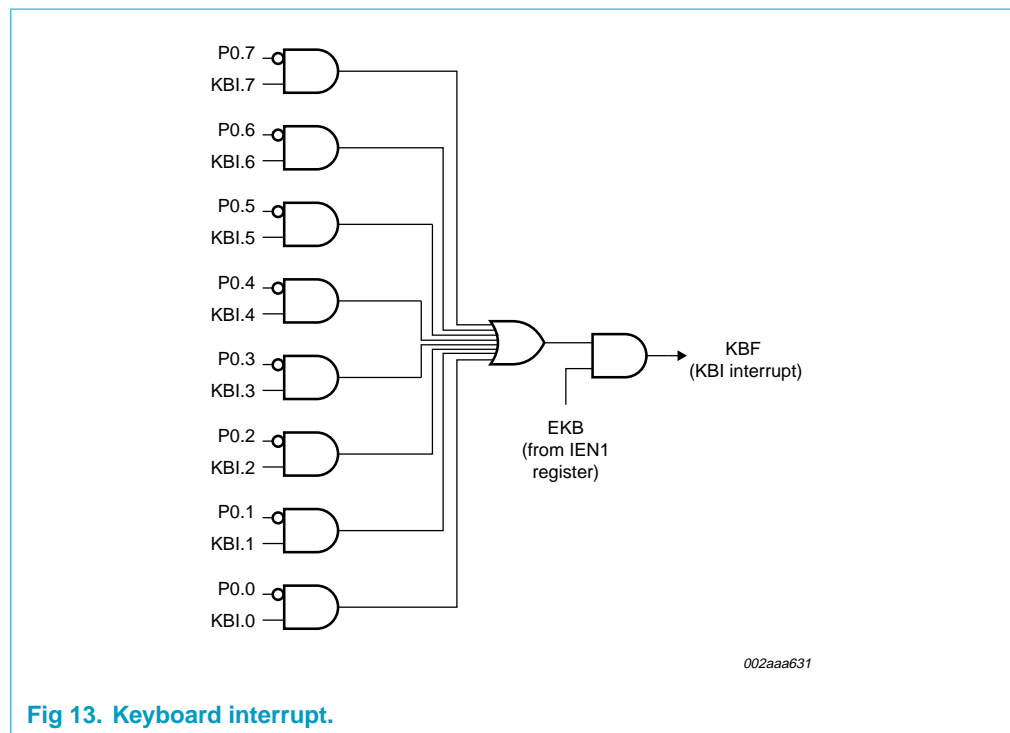 P0.7
KBI.7
P0.6
KBI.6
P0.5
KBI.5
P0.4
KBI.4
P0.3
KBI.3
P0.2
KBI.2
P0.1
KBI.1
P0.0
KBI.0
EKB
(from IEN1
register)
KBF
(KBI interrupt)
002aaa631
Fig 13. Keyboard interrupt.